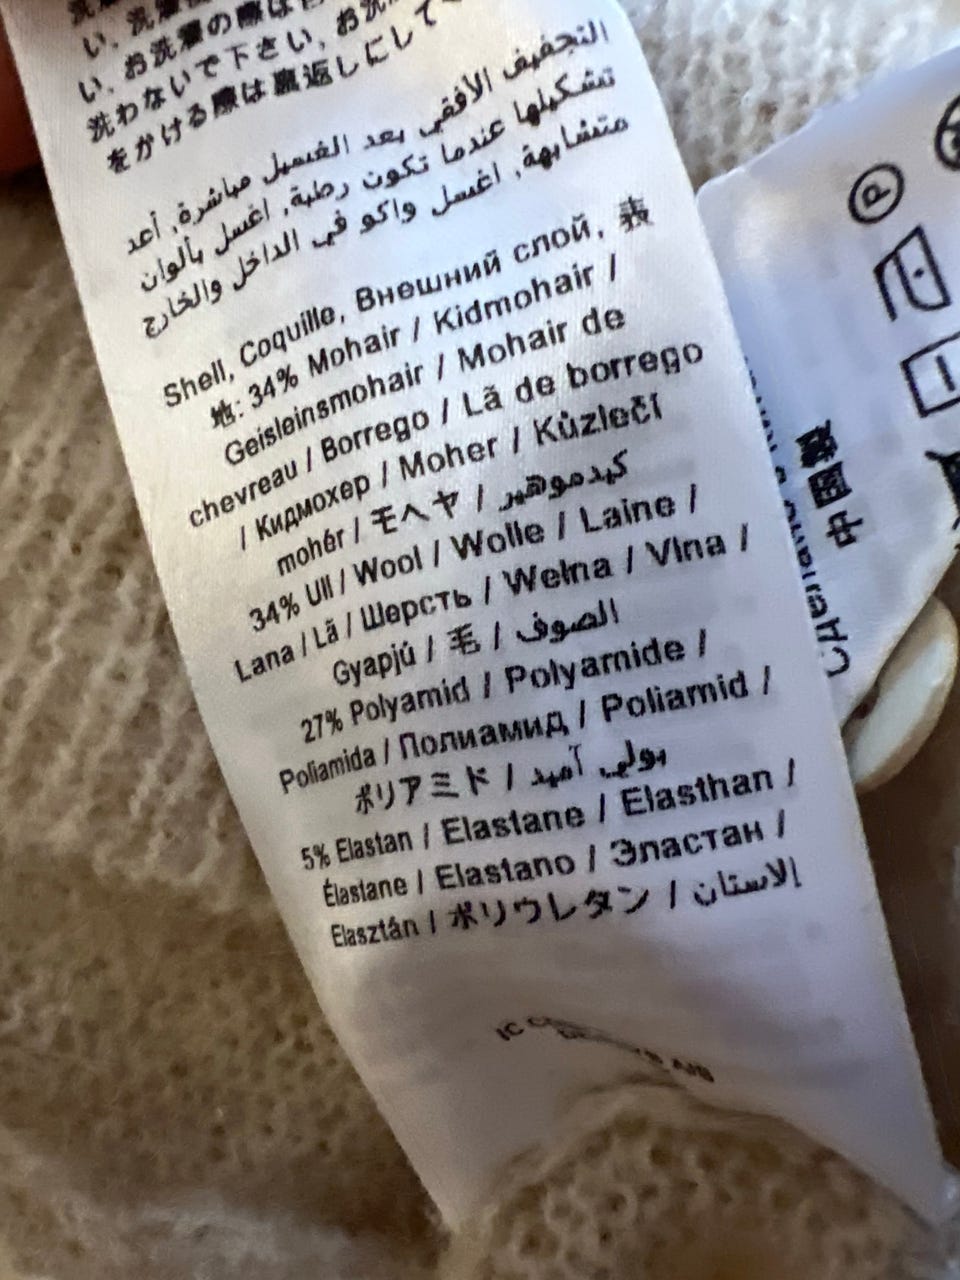 い、お洗濯の際は
い、お洗
洗わないで下さい、
をかける際は裏返しにして
التجفيف الأفقي بعد الغسيل مباشرة, أعد
تشكيلها عندما تكون رطبة, اغسل بألوان
متشابهة, اغسل واكو في الداخل والخارج
Shell, Coquille, Внешний слой, 表
地: 34% Mohair / Kidmohair /
Geisleinsmohair / Mohair de
chevreau / Borrego / Lã de borrego
/ Кидмохер / Moher / Kůzlečí
mohér / モヘヤ / كيدموهير
34% Ull / Wool / Wolle / Laine /
Lana / Lã / Шерсть / Wełna / Vlna /
Gyapjú / 毛 / الصوف
27% Polyamid / Polyamide /
Poliamida / Полиамид / Poliamid /
ポリアミド / بولي آميد
5% Elastan / Elastane / Elasthan /
Élastane / Elastano / Эластан /
Elasztán / ポリウレタン / الاستان
IC
A/S
P
中国製
Сделано